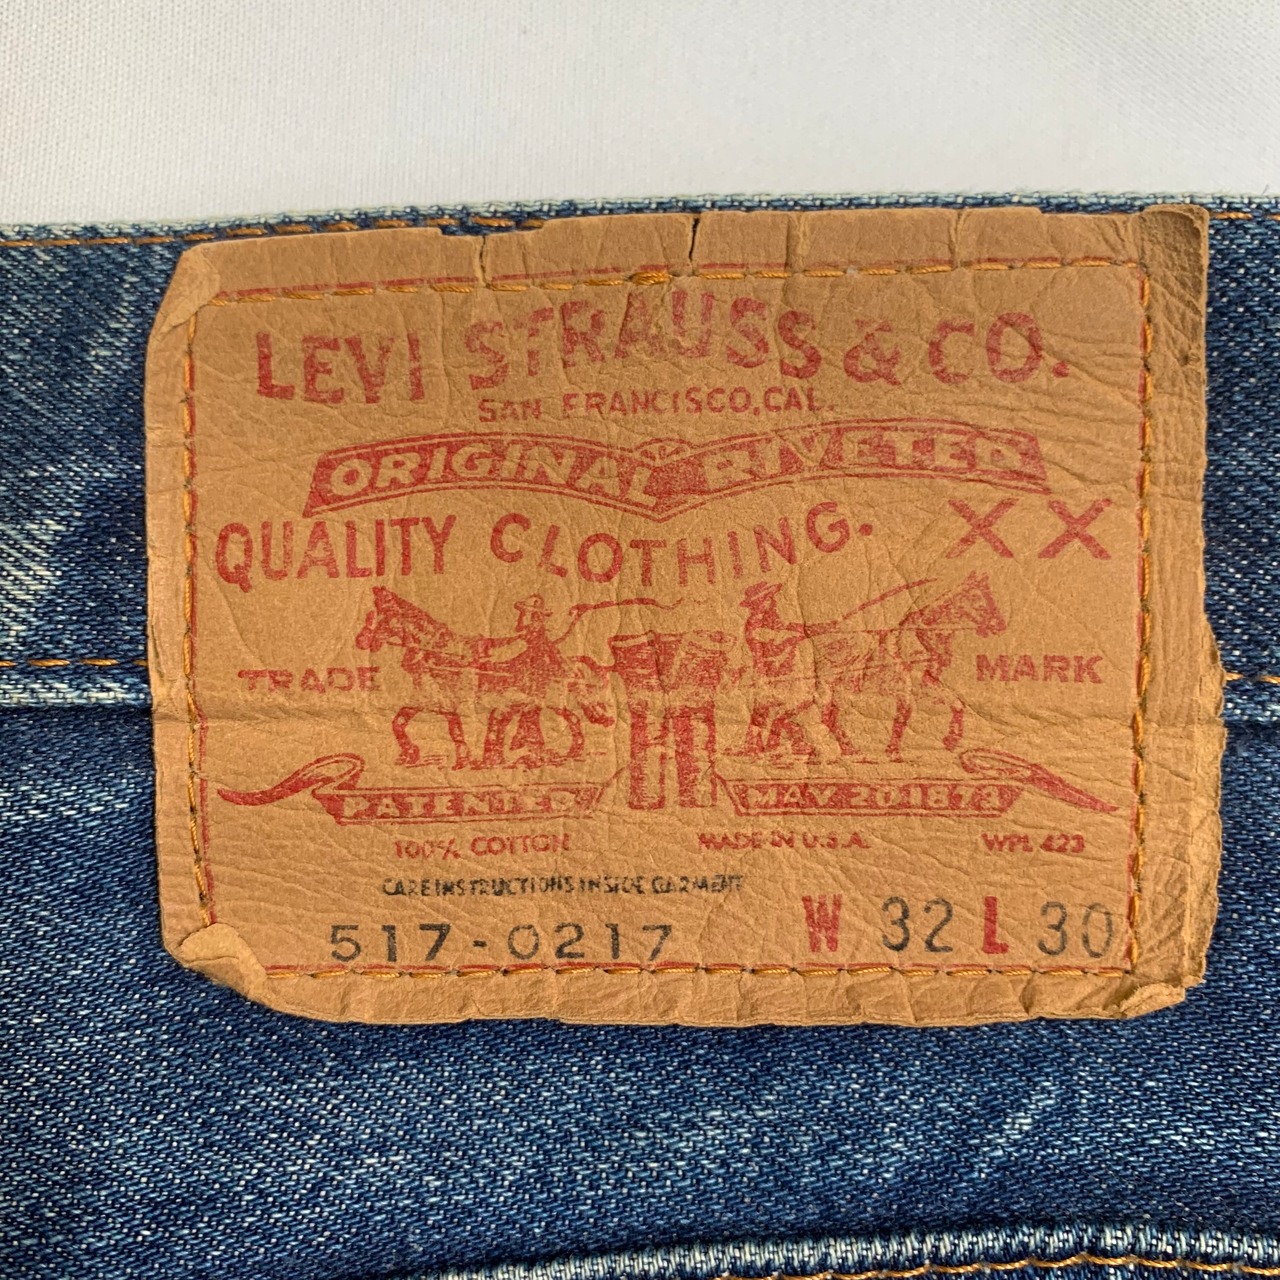 LEVI STRAUSS & CO.
SAN FRANCISCO, CAL.
ORIGINAL RIVETED
QUALITY CLOTHING. XX
TRADE MARK
PATENTED MAY 20 1873
100% COTTON MADE IN U.S.A. WPL 423
CARE INSTRUCTIONS INSIDE GARMENT
517-0217 W 32 L 30